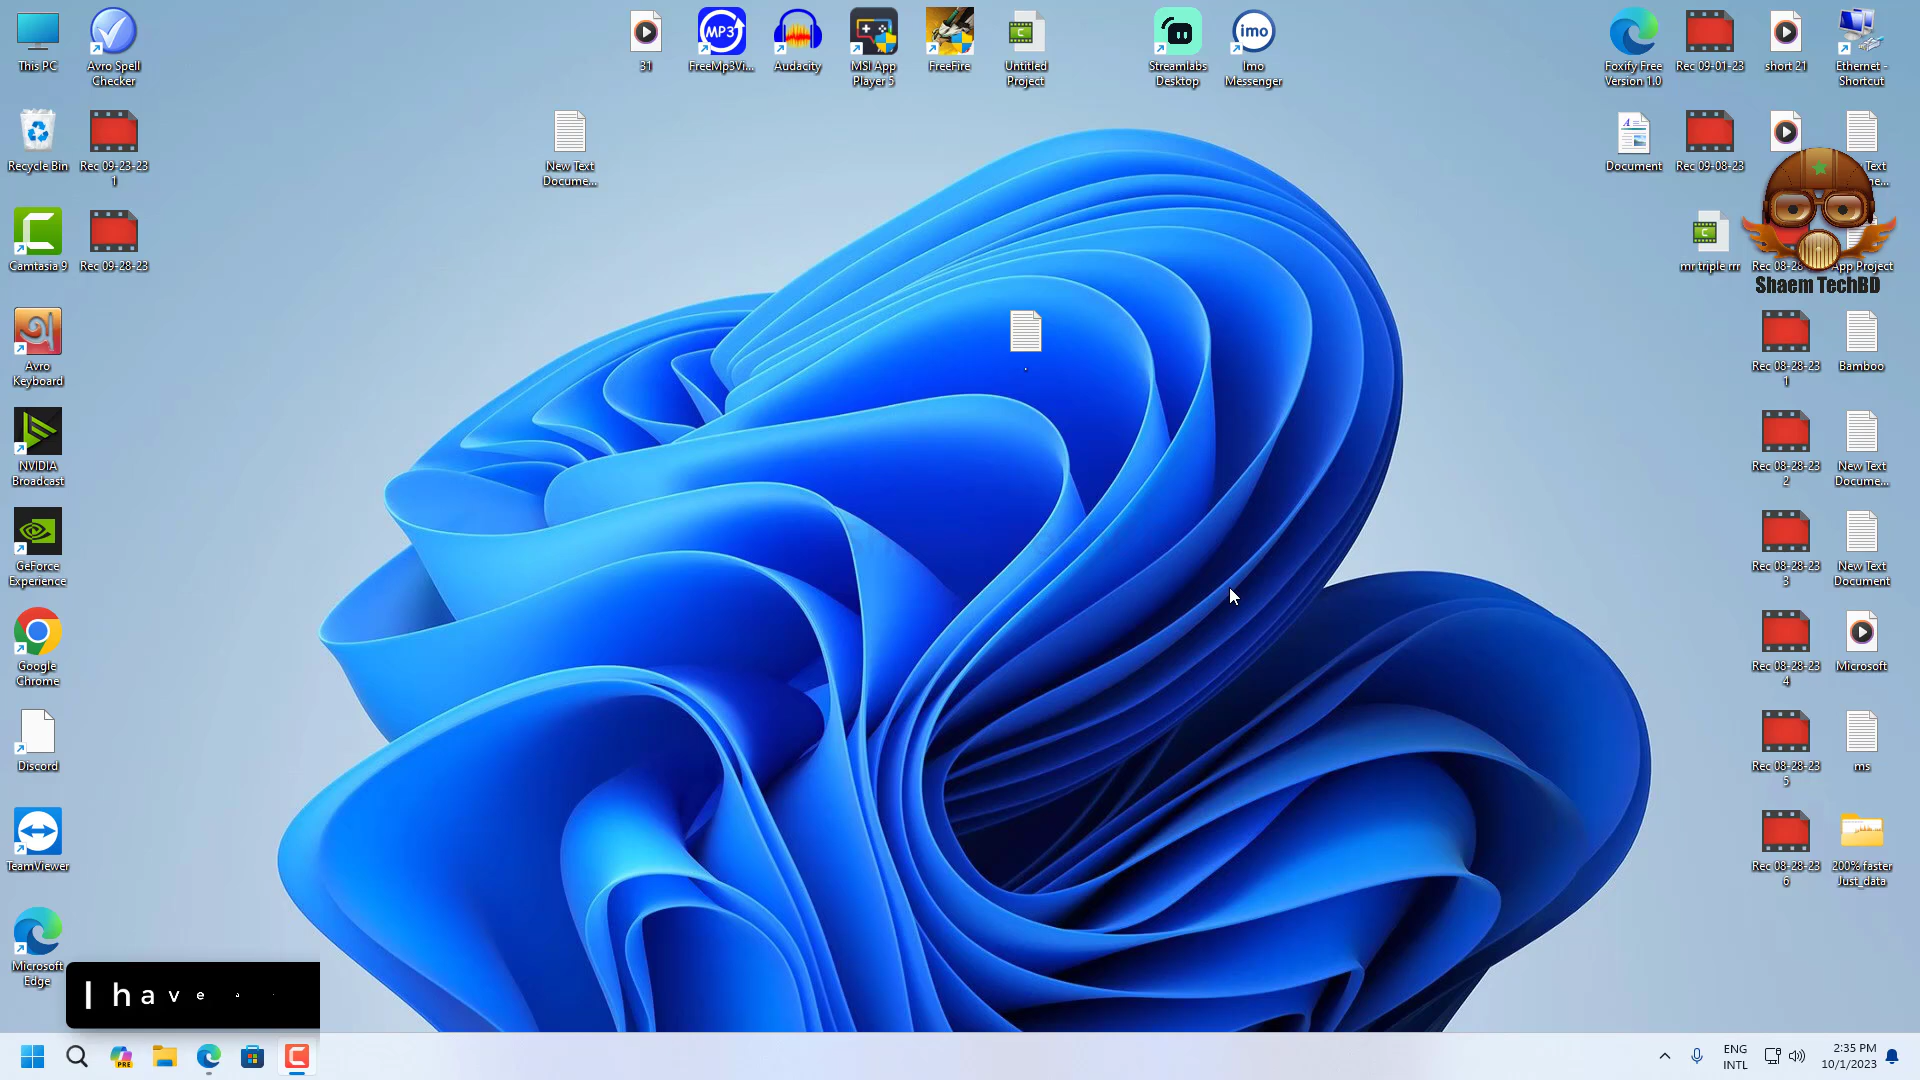 This PC
Avro Spell
Checker
31
FreeMp3Vi...
Audacity
MSI App
Player 5
FreeFire
Untitled
Project
Streamlabs
Desktop
Imo
Messenger
Foxify Free
Version 1.0
Rec 09-01-23
short 21
Ethernet -
Shortcut
Recycle Bin
Rec 09-23-23
1
New Text
Docume...
Document
Rec 09-08-23
Text
Camtasia 9
Rec 09-28-23
mr triple rrr
Rec 08-28
App Project
Shaem TechBD
Avro
Keyboard
.
Rec 08-28-23
1
Bamboo
NVIDIA
Broadcast
Rec 08-28-23
2
New Text
Docume...
GeForce
Experience
Rec 08-28-23
3
New Text
Document
Google
Chrome
Rec 08-28-23
4
Microsoft
Discord
Rec 08-28-23
5
ms
TeamViewer
Rec 08-28-23
6
200% faster
Just_data
Microsoft
Edge
I have a
PRE
ENG
INTL
2:35 PM
10/1/2023